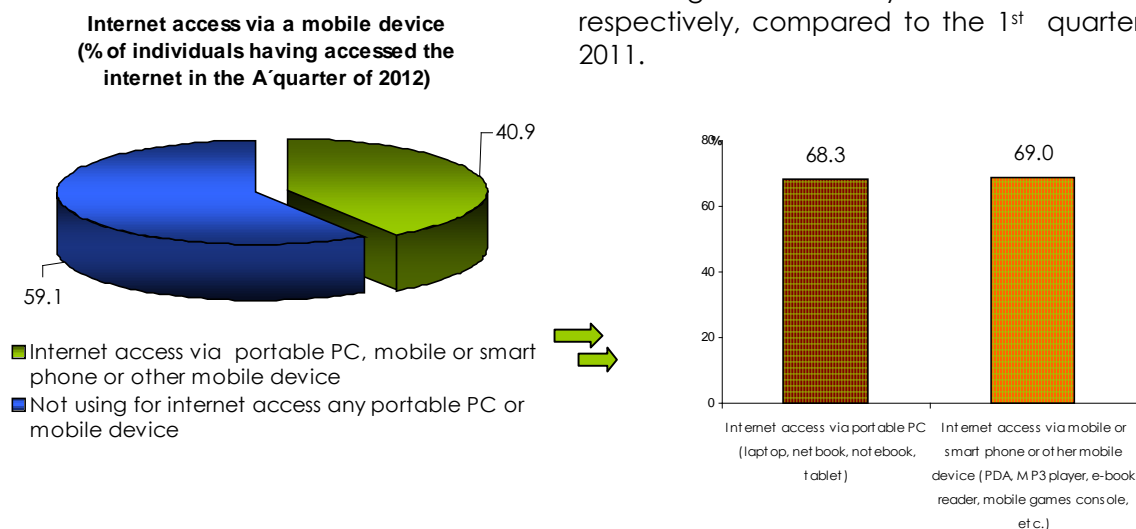 respectively, compared to the 1st quarter
2011.
Internet access via a mobile device
(% of individuals having accessed the
internet in the A´quarter of 2012)
40.9
59.1
Internet access via portable PC, mobile or smart
phone or other mobile device
Not using for internet access any portable PC or
mobile device
%
80
60
40
20
0
68.3
69.0
Internet access via portable PC
(laptop, netbook, notebook,
tablet)
Internet access via mobile or
smart phone or other mobile
device (PDA, MP3 player, e-book
reader, mobile games console,
etc.)